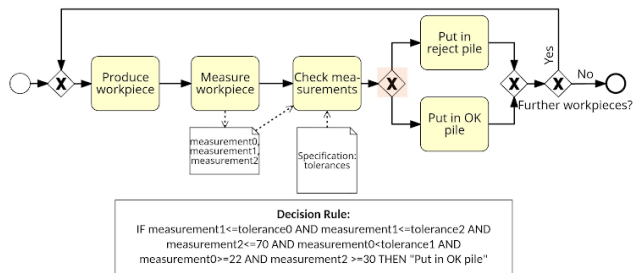 Yes
Put in
reject pile
Produce
workpiece
Measure
workpiece
Check mea-
surements
X
X
X
X
No
Further workpieces?
Put in OK
pile
measurement0,
measurement1,
measurement2
Specification:
tolerances
Decision Rule:
IF measurement1<=tolerance0 AND measurement1<=tolerance2 AND
measurement2<=70 AND measurement0<tolerance1 AND
measurement0>=22 AND measurement2 >=30 THEN "Put in OK pile"